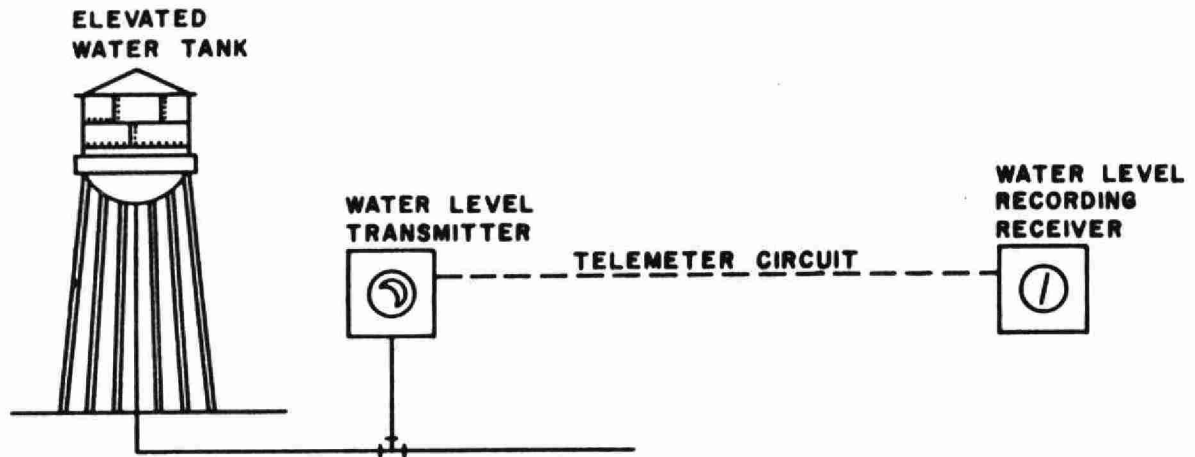 ELEVATED
WATER TANK
WATER LEVEL
TRANSMITTER
TELEMETER CIRCUIT
WATER LEVEL
RECORDING
RECEIVER